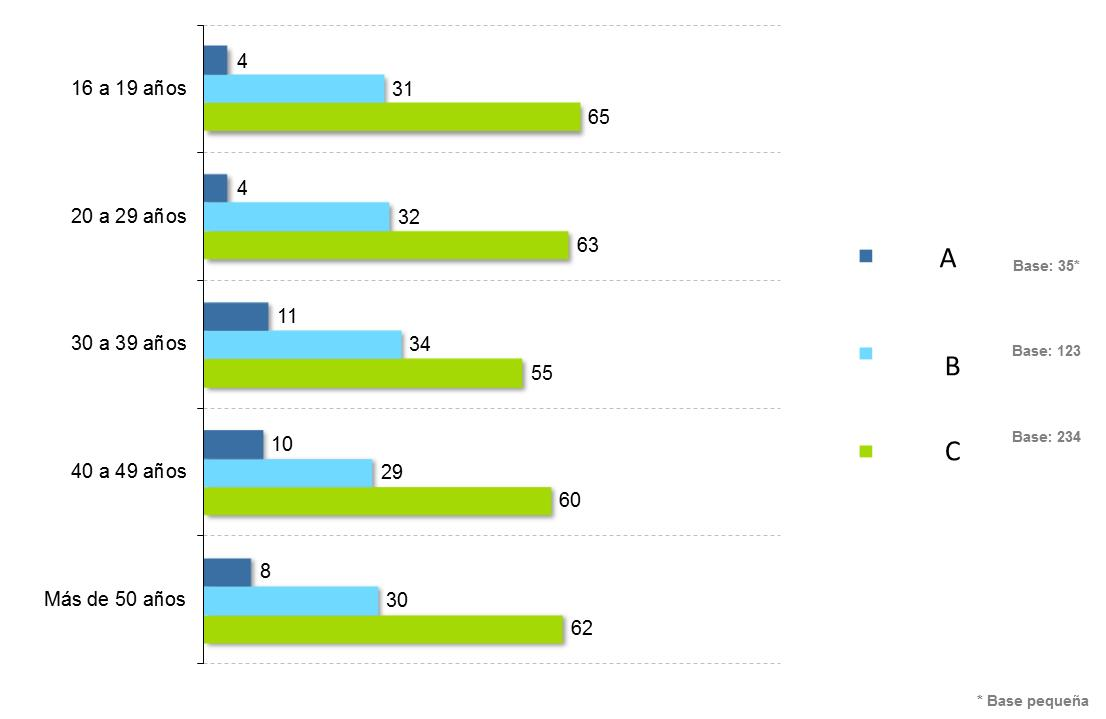 16 a 19 años
4
31
65
20 a 29 años
4
32
63
30 a 39 años
11
34
55
40 a 49 años
10
29
60
Más de 50 años
8
30
62
A
Base: 35*
B
Base: 123
C
Base: 234
* Base pequeña